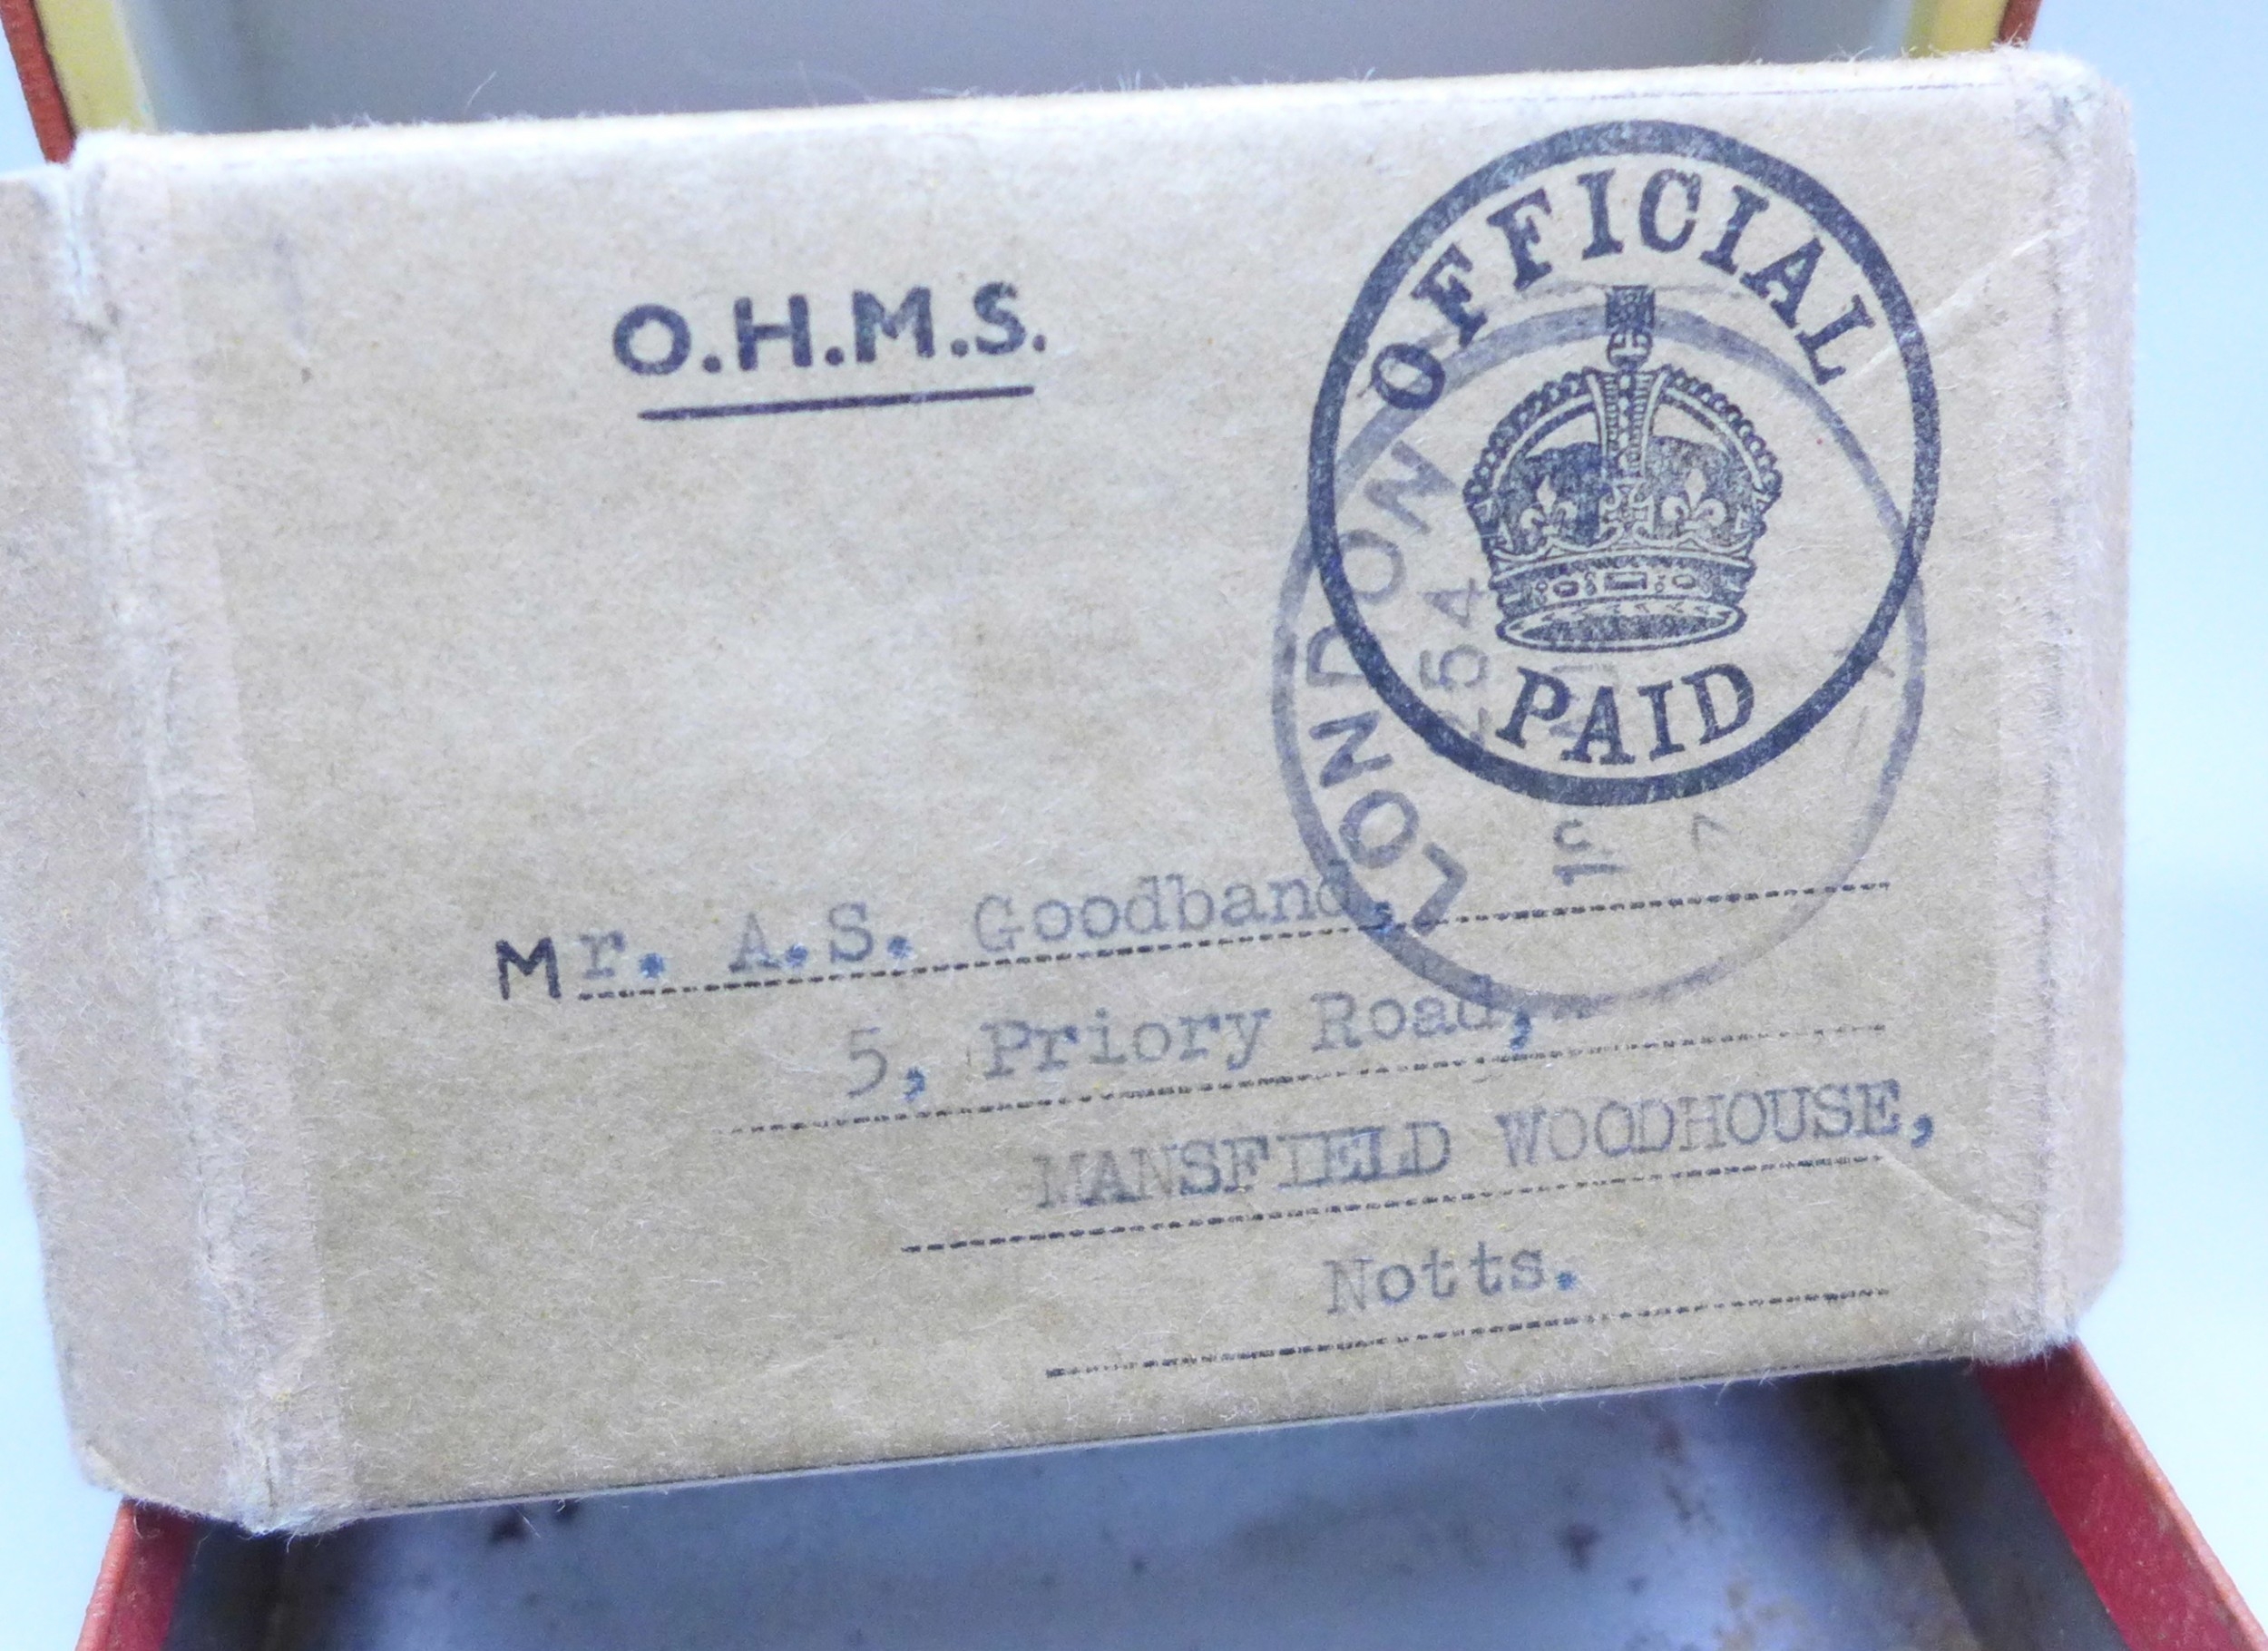 O.H.M.S.
OFFICIAL
PAID
LONDON
Mr. A.S. Goodband,
5, Priory Road,
MANSFIELD WOODHOUSE,
Notts.